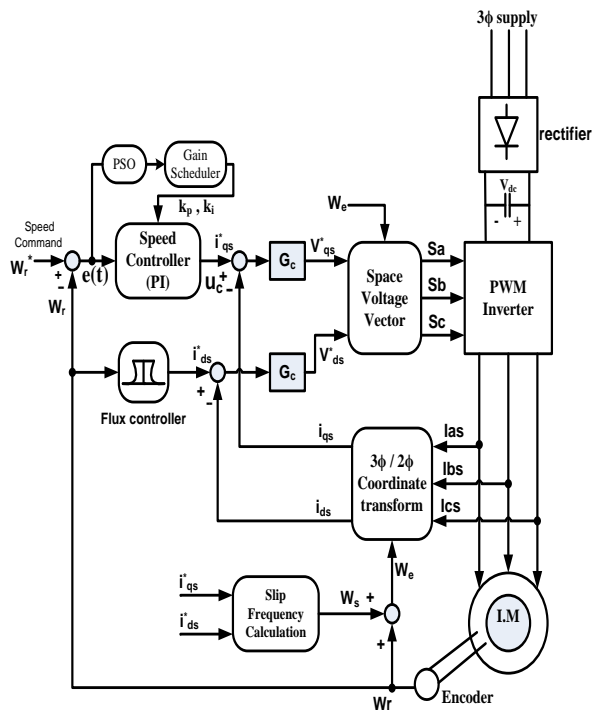 3ϕ supply
rectifier
V_dc
- +
PSO
Gain
Scheduler
k_p , k_i
Speed
Command
W_r*
+
-
W_r
e(t)
Speed
Controller
(PI)
i*_qs
u_c
+
-
G_c
V*_qs
W_e
Space
Voltage
Vector
Sa
Sb
Sc
PWM
Inverter
Flux controller
i*_ds
+
-
G_c
V*_ds
i_qs
i_ds
3ϕ / 2ϕ
Coordinate
transform
Ias
Ibs
Ics
W_e
i*_qs
i*_ds
Slip
Frequency
Calculation
W_s +
+
I.M
Encoder
Wr